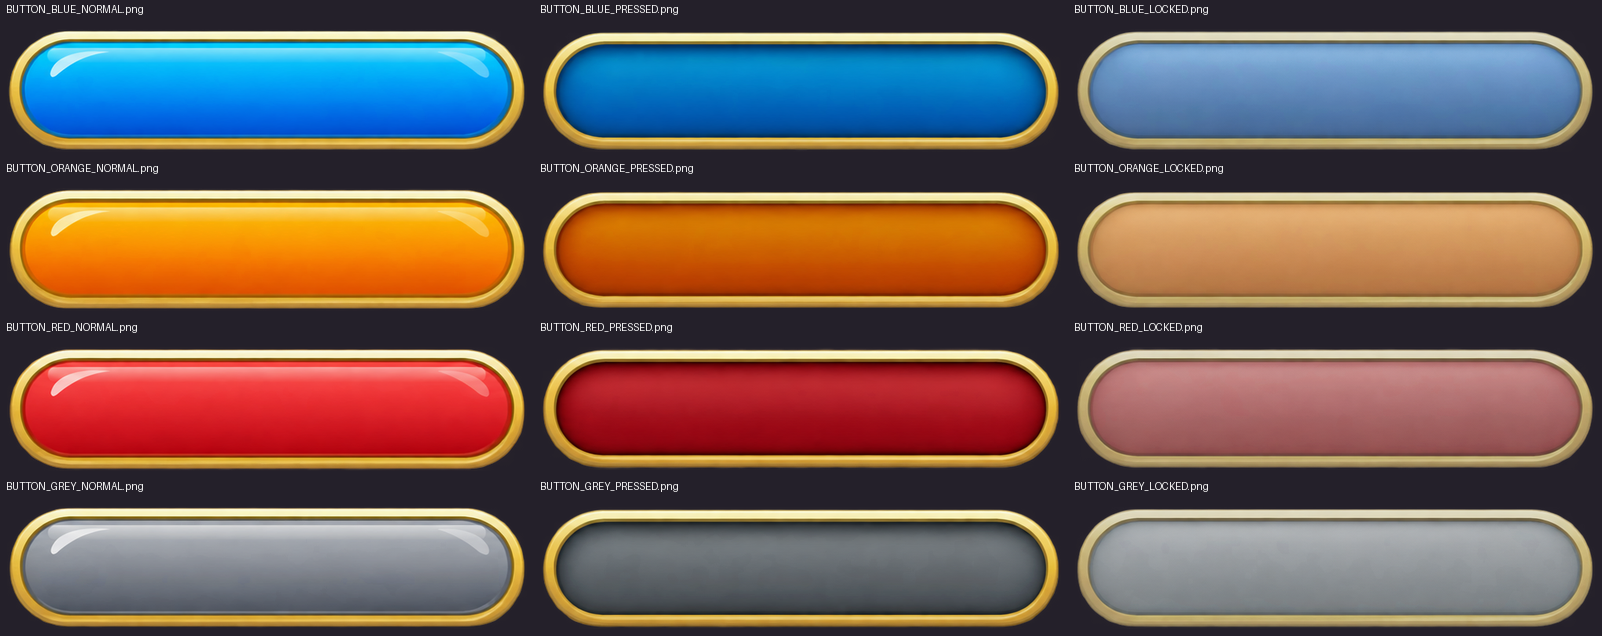 BUTTON_BLUE_NORMAL.png
BUTTON_BLUE_PRESSED.png
BUTTON_BLUE_LOCKED.png
BUTTON_ORANGE_NORMAL.png
BUTTON_ORANGE_PRESSED.png
BUTTON_ORANGE_LOCKED.png
BUTTON_RED_NORMAL.png
BUTTON_RED_PRESSED.png
BUTTON_RED_LOCKED.png
BUTTON_GREY_NORMAL.png
BUTTON_GREY_PRESSED.png
BUTTON_GREY_LOCKED.png